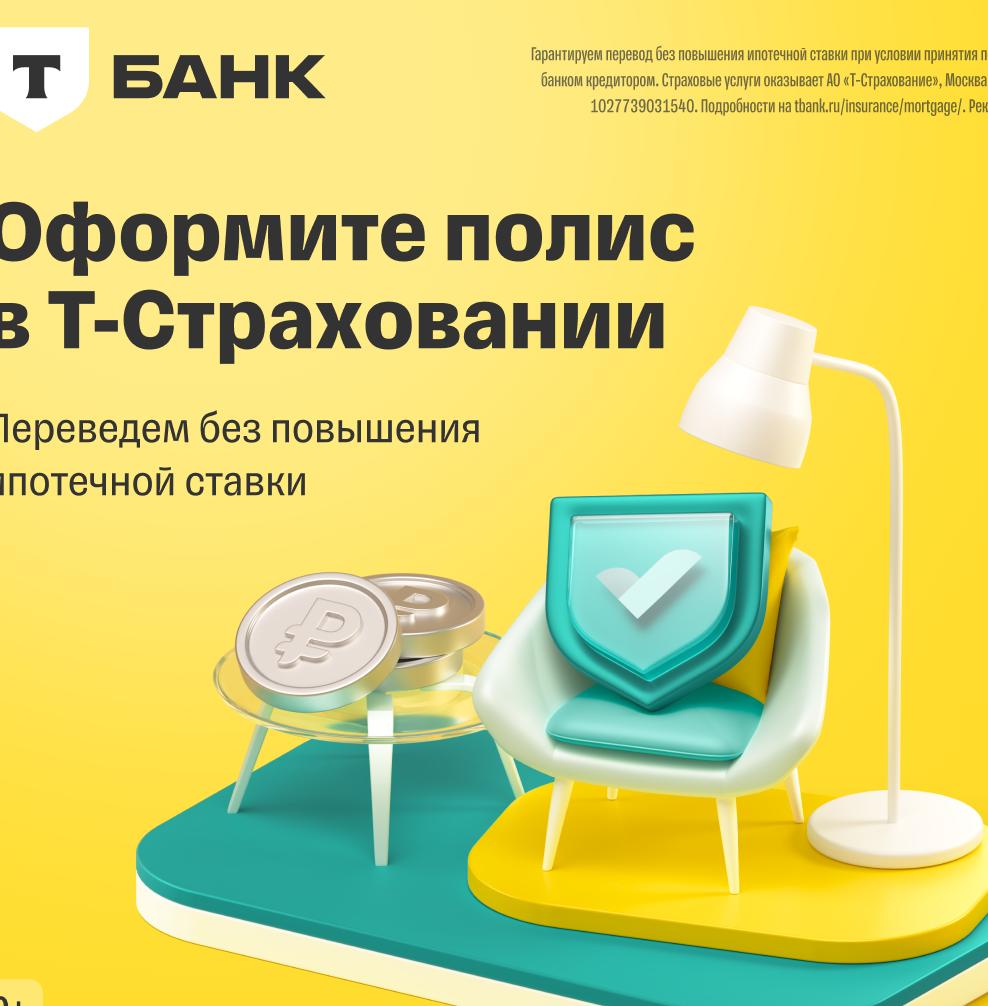 Т БАНК
Гарантируем перевод без повышения ипотечной ставки при условии принятия
банком кредитором. Страховые услуги оказывает АО «Т-Страхование», Москва
1027739031540. Подробности на tbank.ru/insurance/mortgage/.
Оформите полис
в Т-Страховании
Переведем без повышения
ипотечной ставки